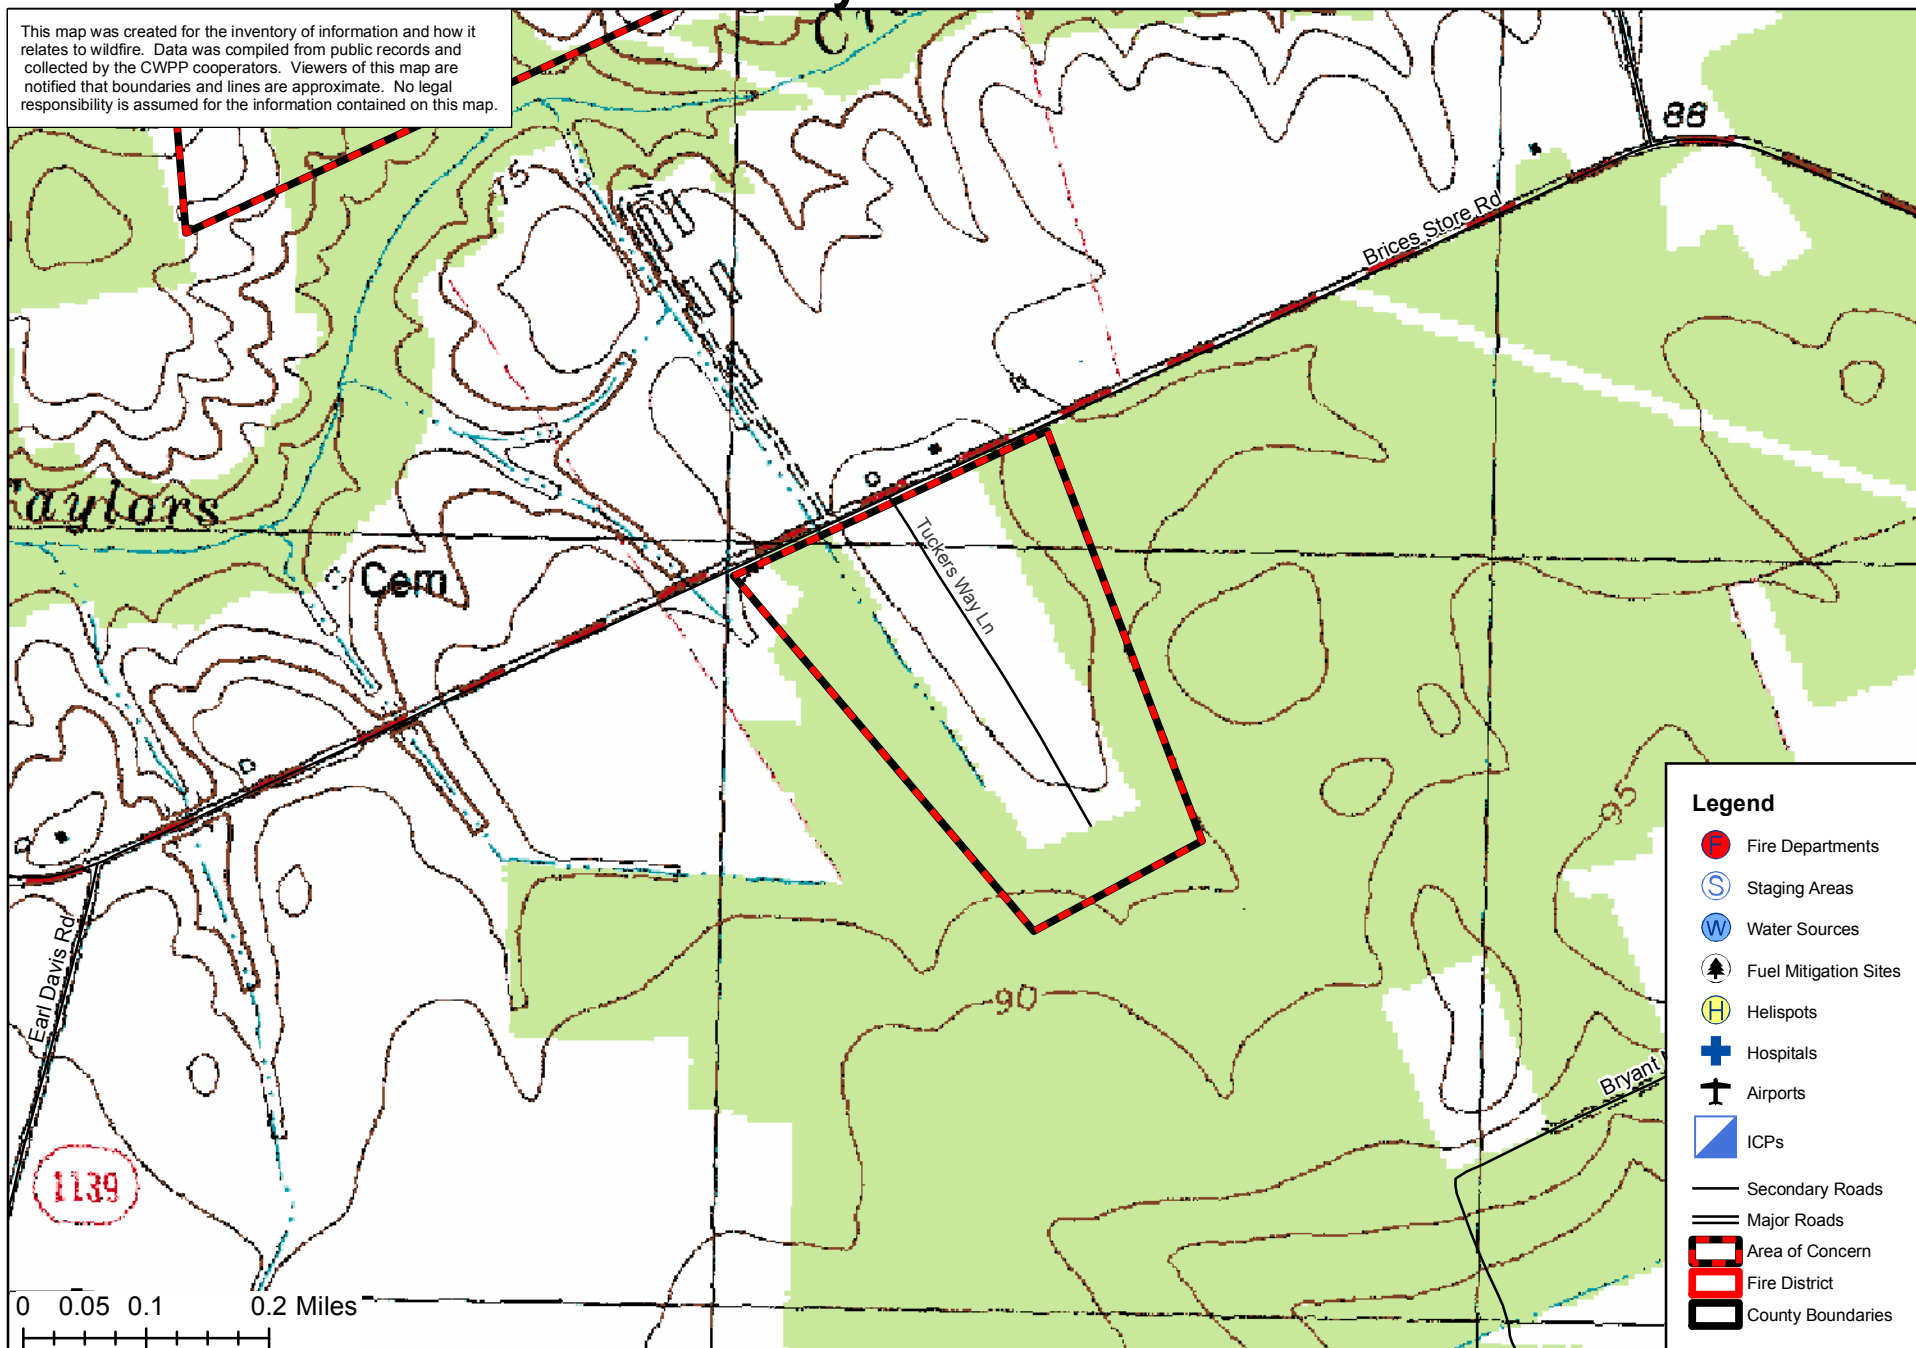 This map was created for the inventory of information and how it
relates to wildfire. Data was compiled from public records and
collected by the CWPP cooperators. Viewers of this map are
notified that boundaries and lines are approximate. No legal
responsibility is assumed for the information contained on this map.
88
Brices Store Rd
Taylors
Cem
Tuckers Way Ln
95
90
Earl Davis Rd
Bryant
1139
0 0.05 0.1 0.2 Miles
Legend
F Fire Departments
S Staging Areas
W Water Sources
Fuel Mitigation Sites
H Helispots
Hospitals
Airports
ICPs
Secondary Roads
Major Roads
Area of Concern
Fire District
County Boundaries